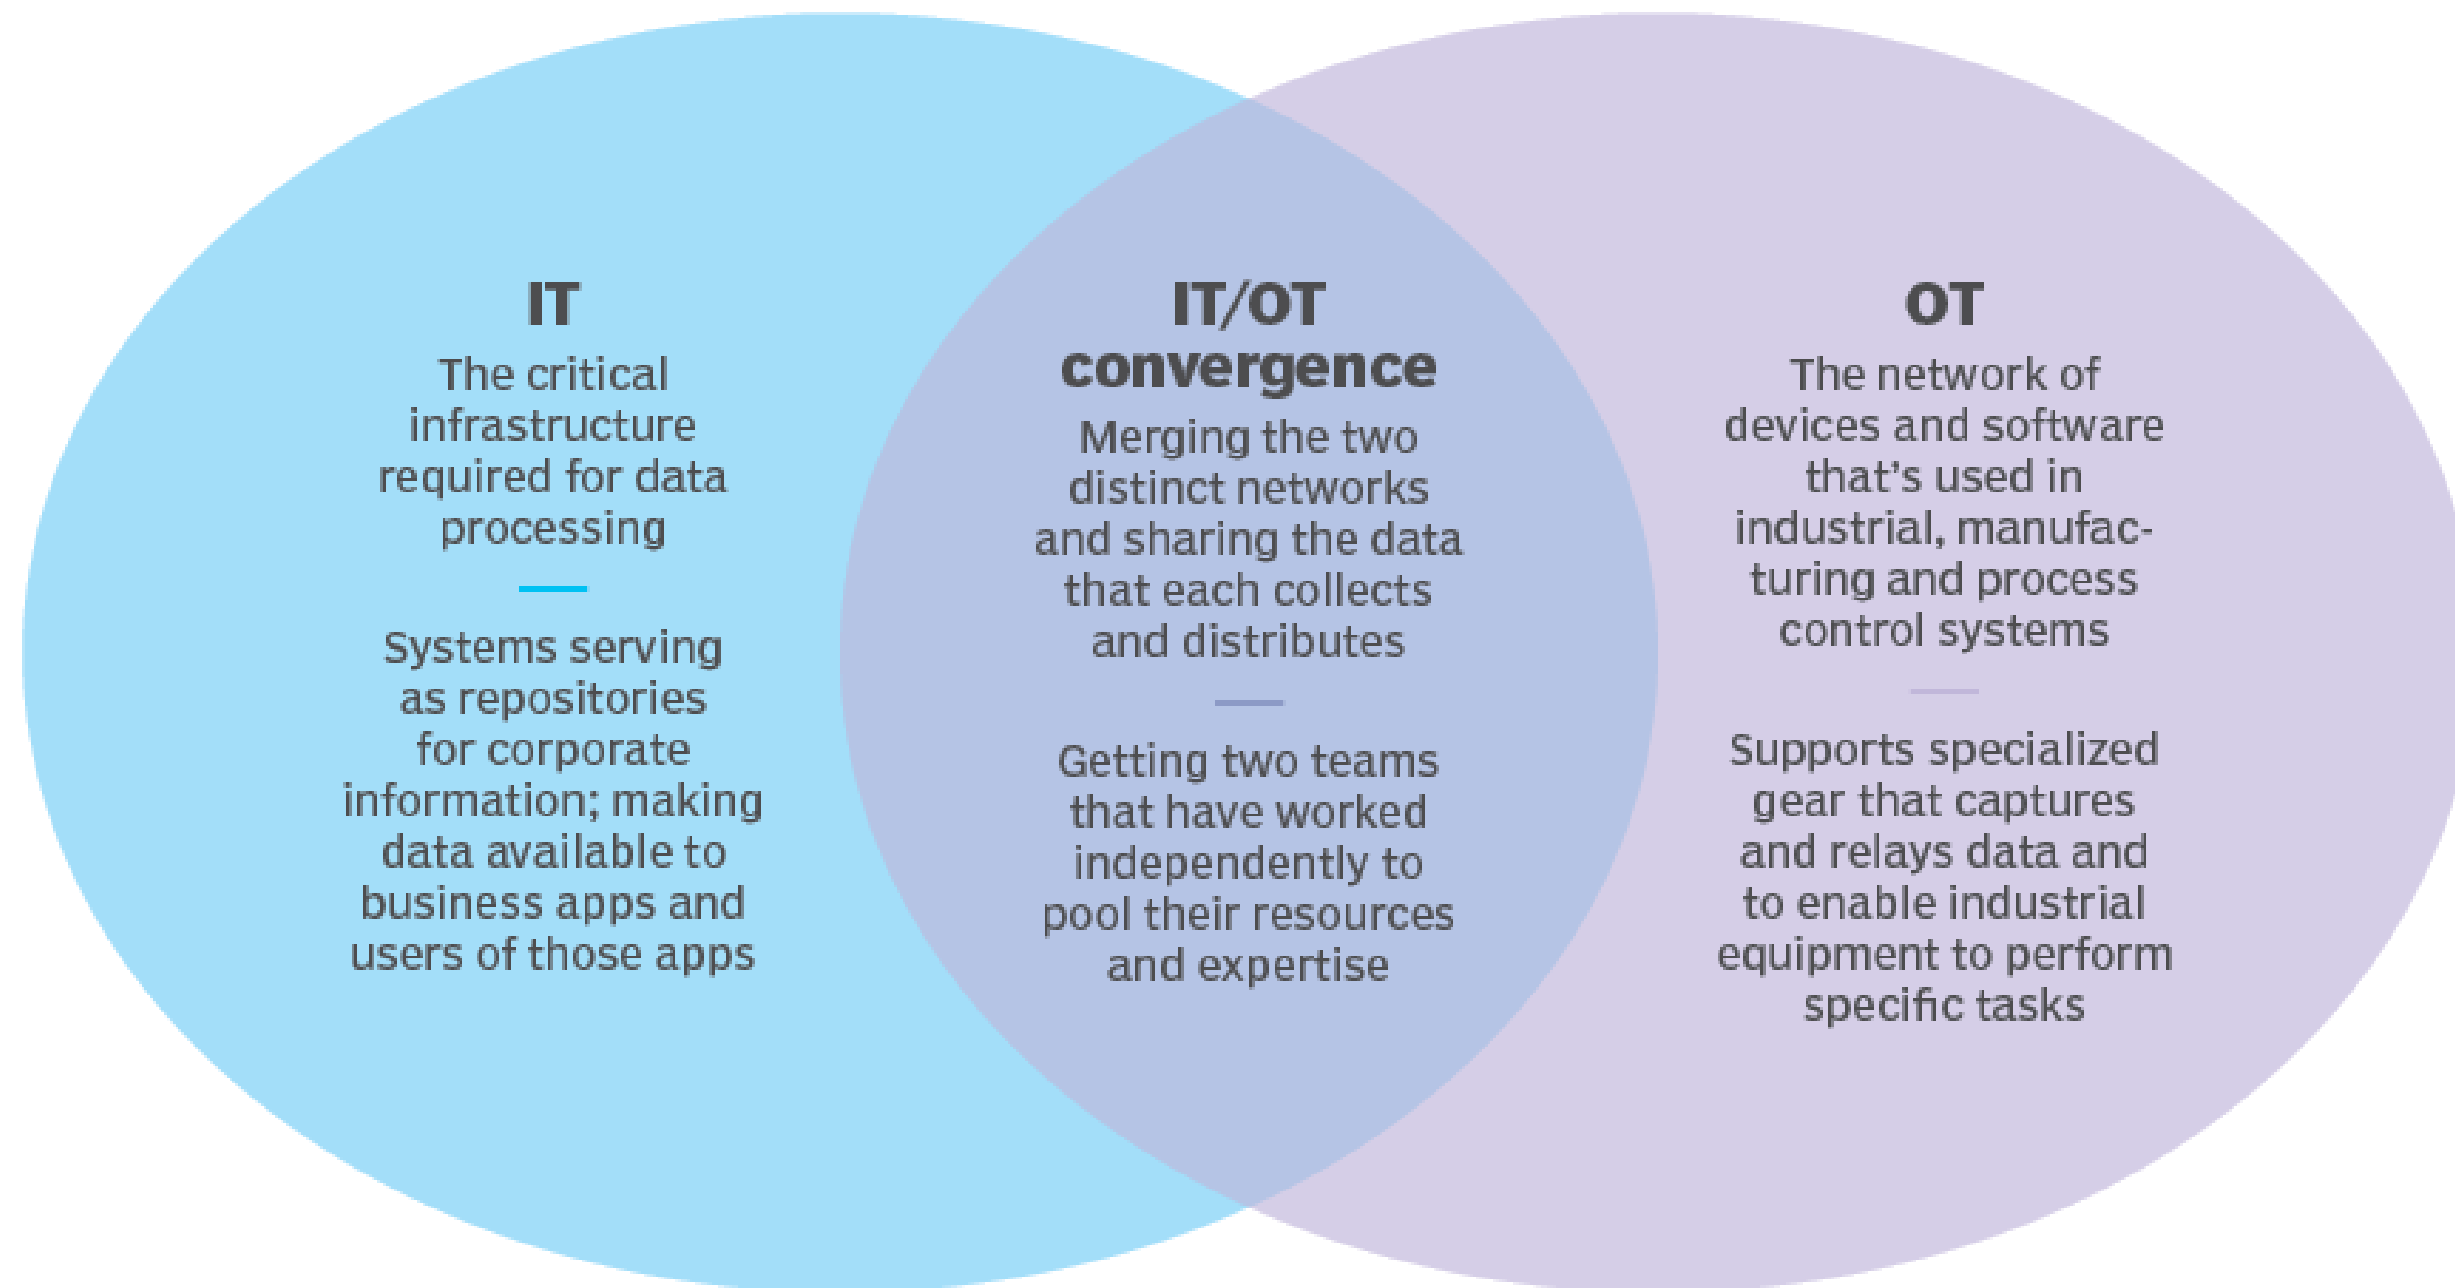 IT
The critical
infrastructure
required for data
processing
Systems serving
as repositories
for corporate
information; making
data available to
business apps and
users of those apps
IT/OT
convergence
Merging the two
distinct networks
and sharing the data
that each collects
and distributes
Getting two teams
that have worked
independently to
pool their resources
and expertise
OT
The network of
devices and software
that’s used in
industrial, manufac-
turing and process
control systems
Supports specialized
gear that captures
and relays data and
to enable industrial
equipment to perform
specific tasks